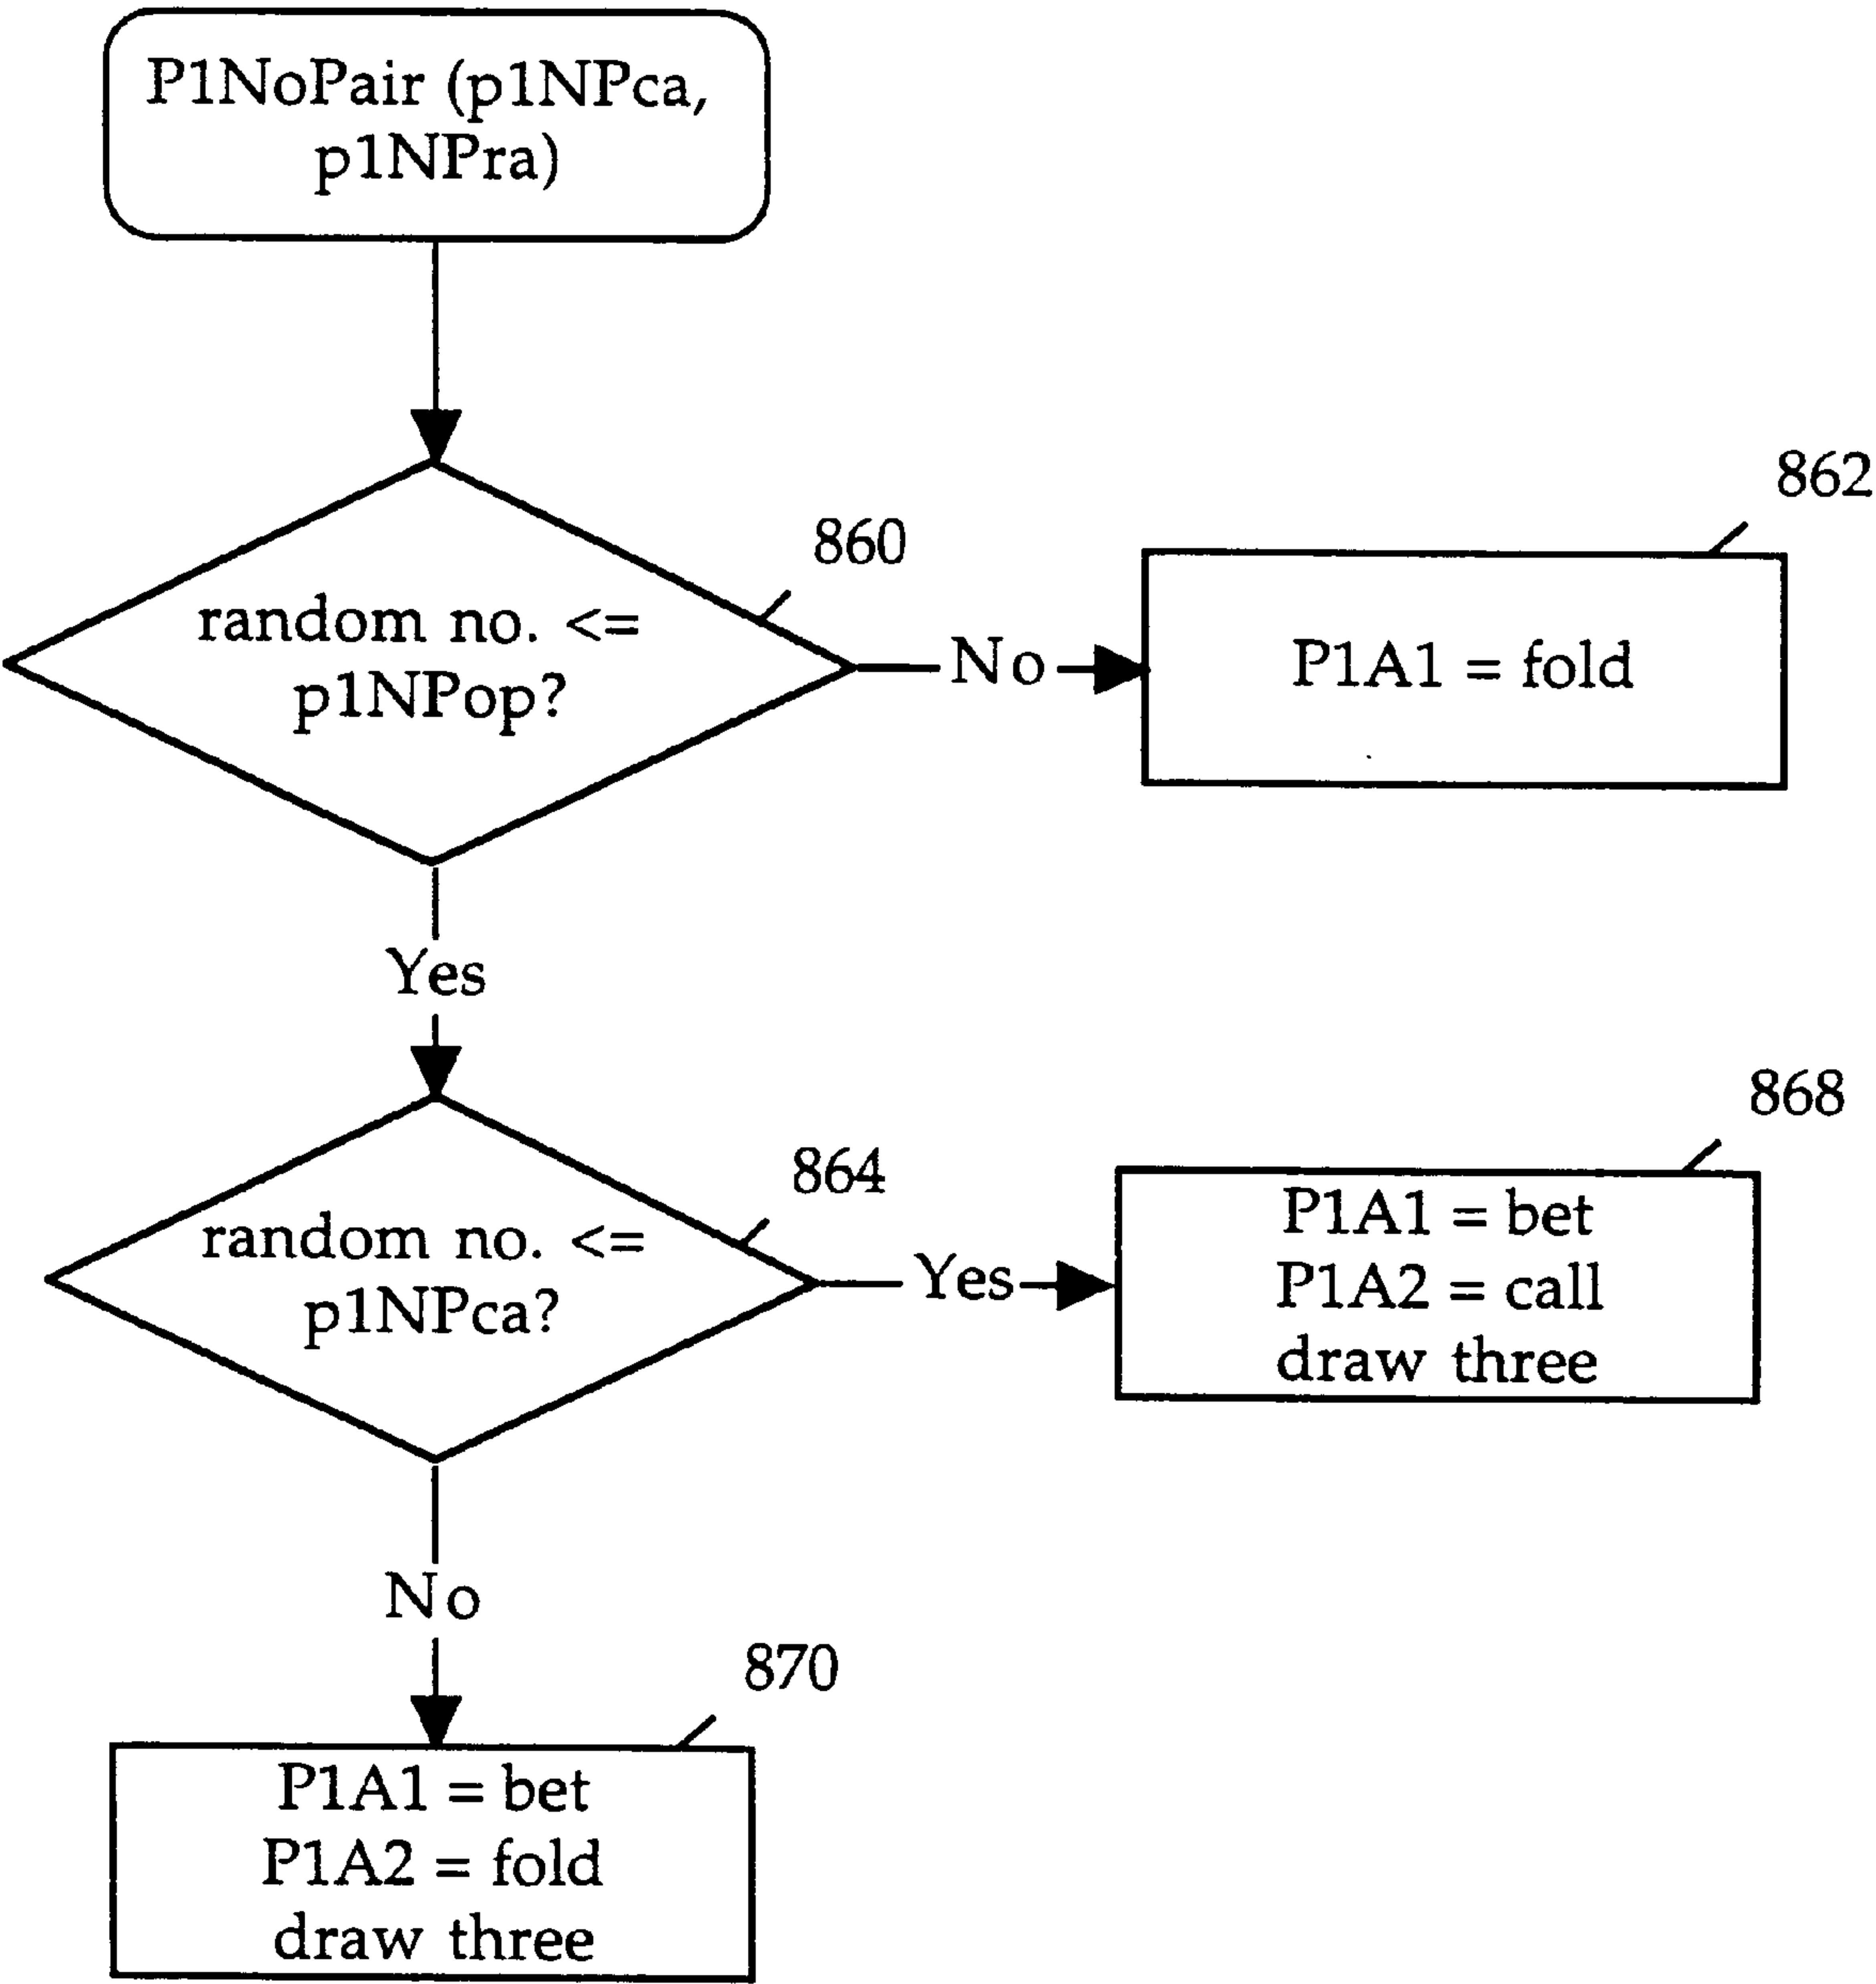 P1NoPair (p1NPca,
p1NPra)
860
random no. <=
p1NPop?
No
862
P1A1 = fold
Yes
864
random no. <=
p1NPca?
Yes
868
P1A1 = bet
P1A2 = call
draw three
No
870
P1A1 = bet
P1A2 = fold
draw three